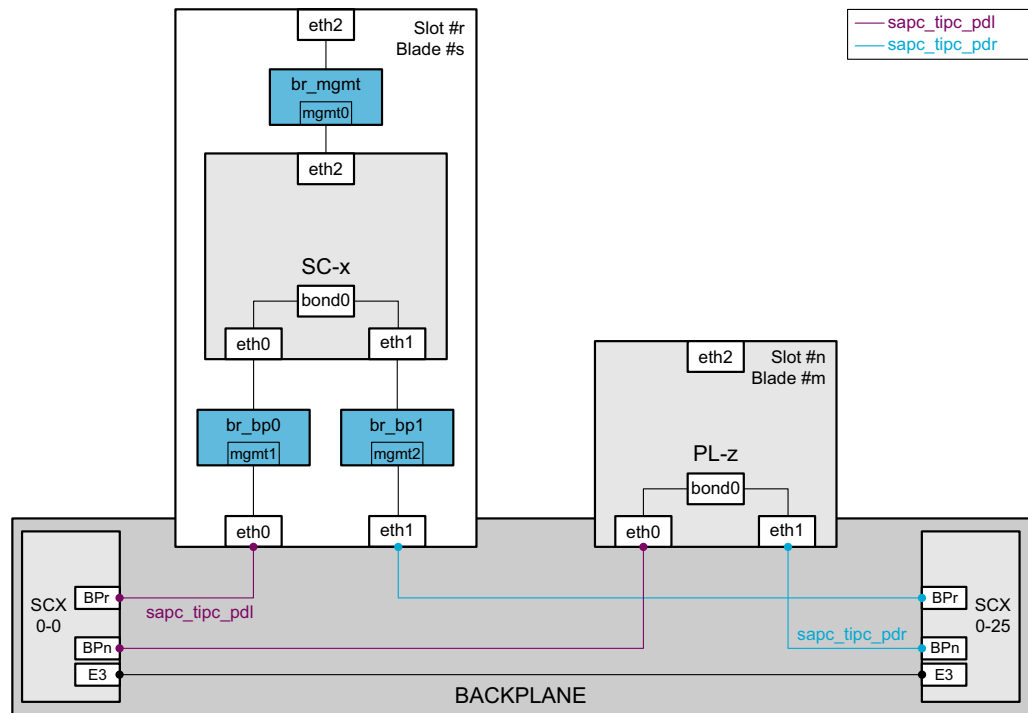 eth2
Slot #r
Blade #s
sapc_tipc_pdl
sapc_tipc_pdr
br_mgmt
mgmt0
eth2
SC-x
bond0
eth0
eth1
eth2
Slot #n
Blade #m
br_bp0
mgmt1
br_bp1
mgmt2
PL-z
bond0
eth0
eth1
eth0
eth1
SCX
0-0
BPr
BPn
E3
sapc_tipc_pdl
sapc_tipc_pdr
BPr
BPn
E3
SCX
0-25
BACKPLANE